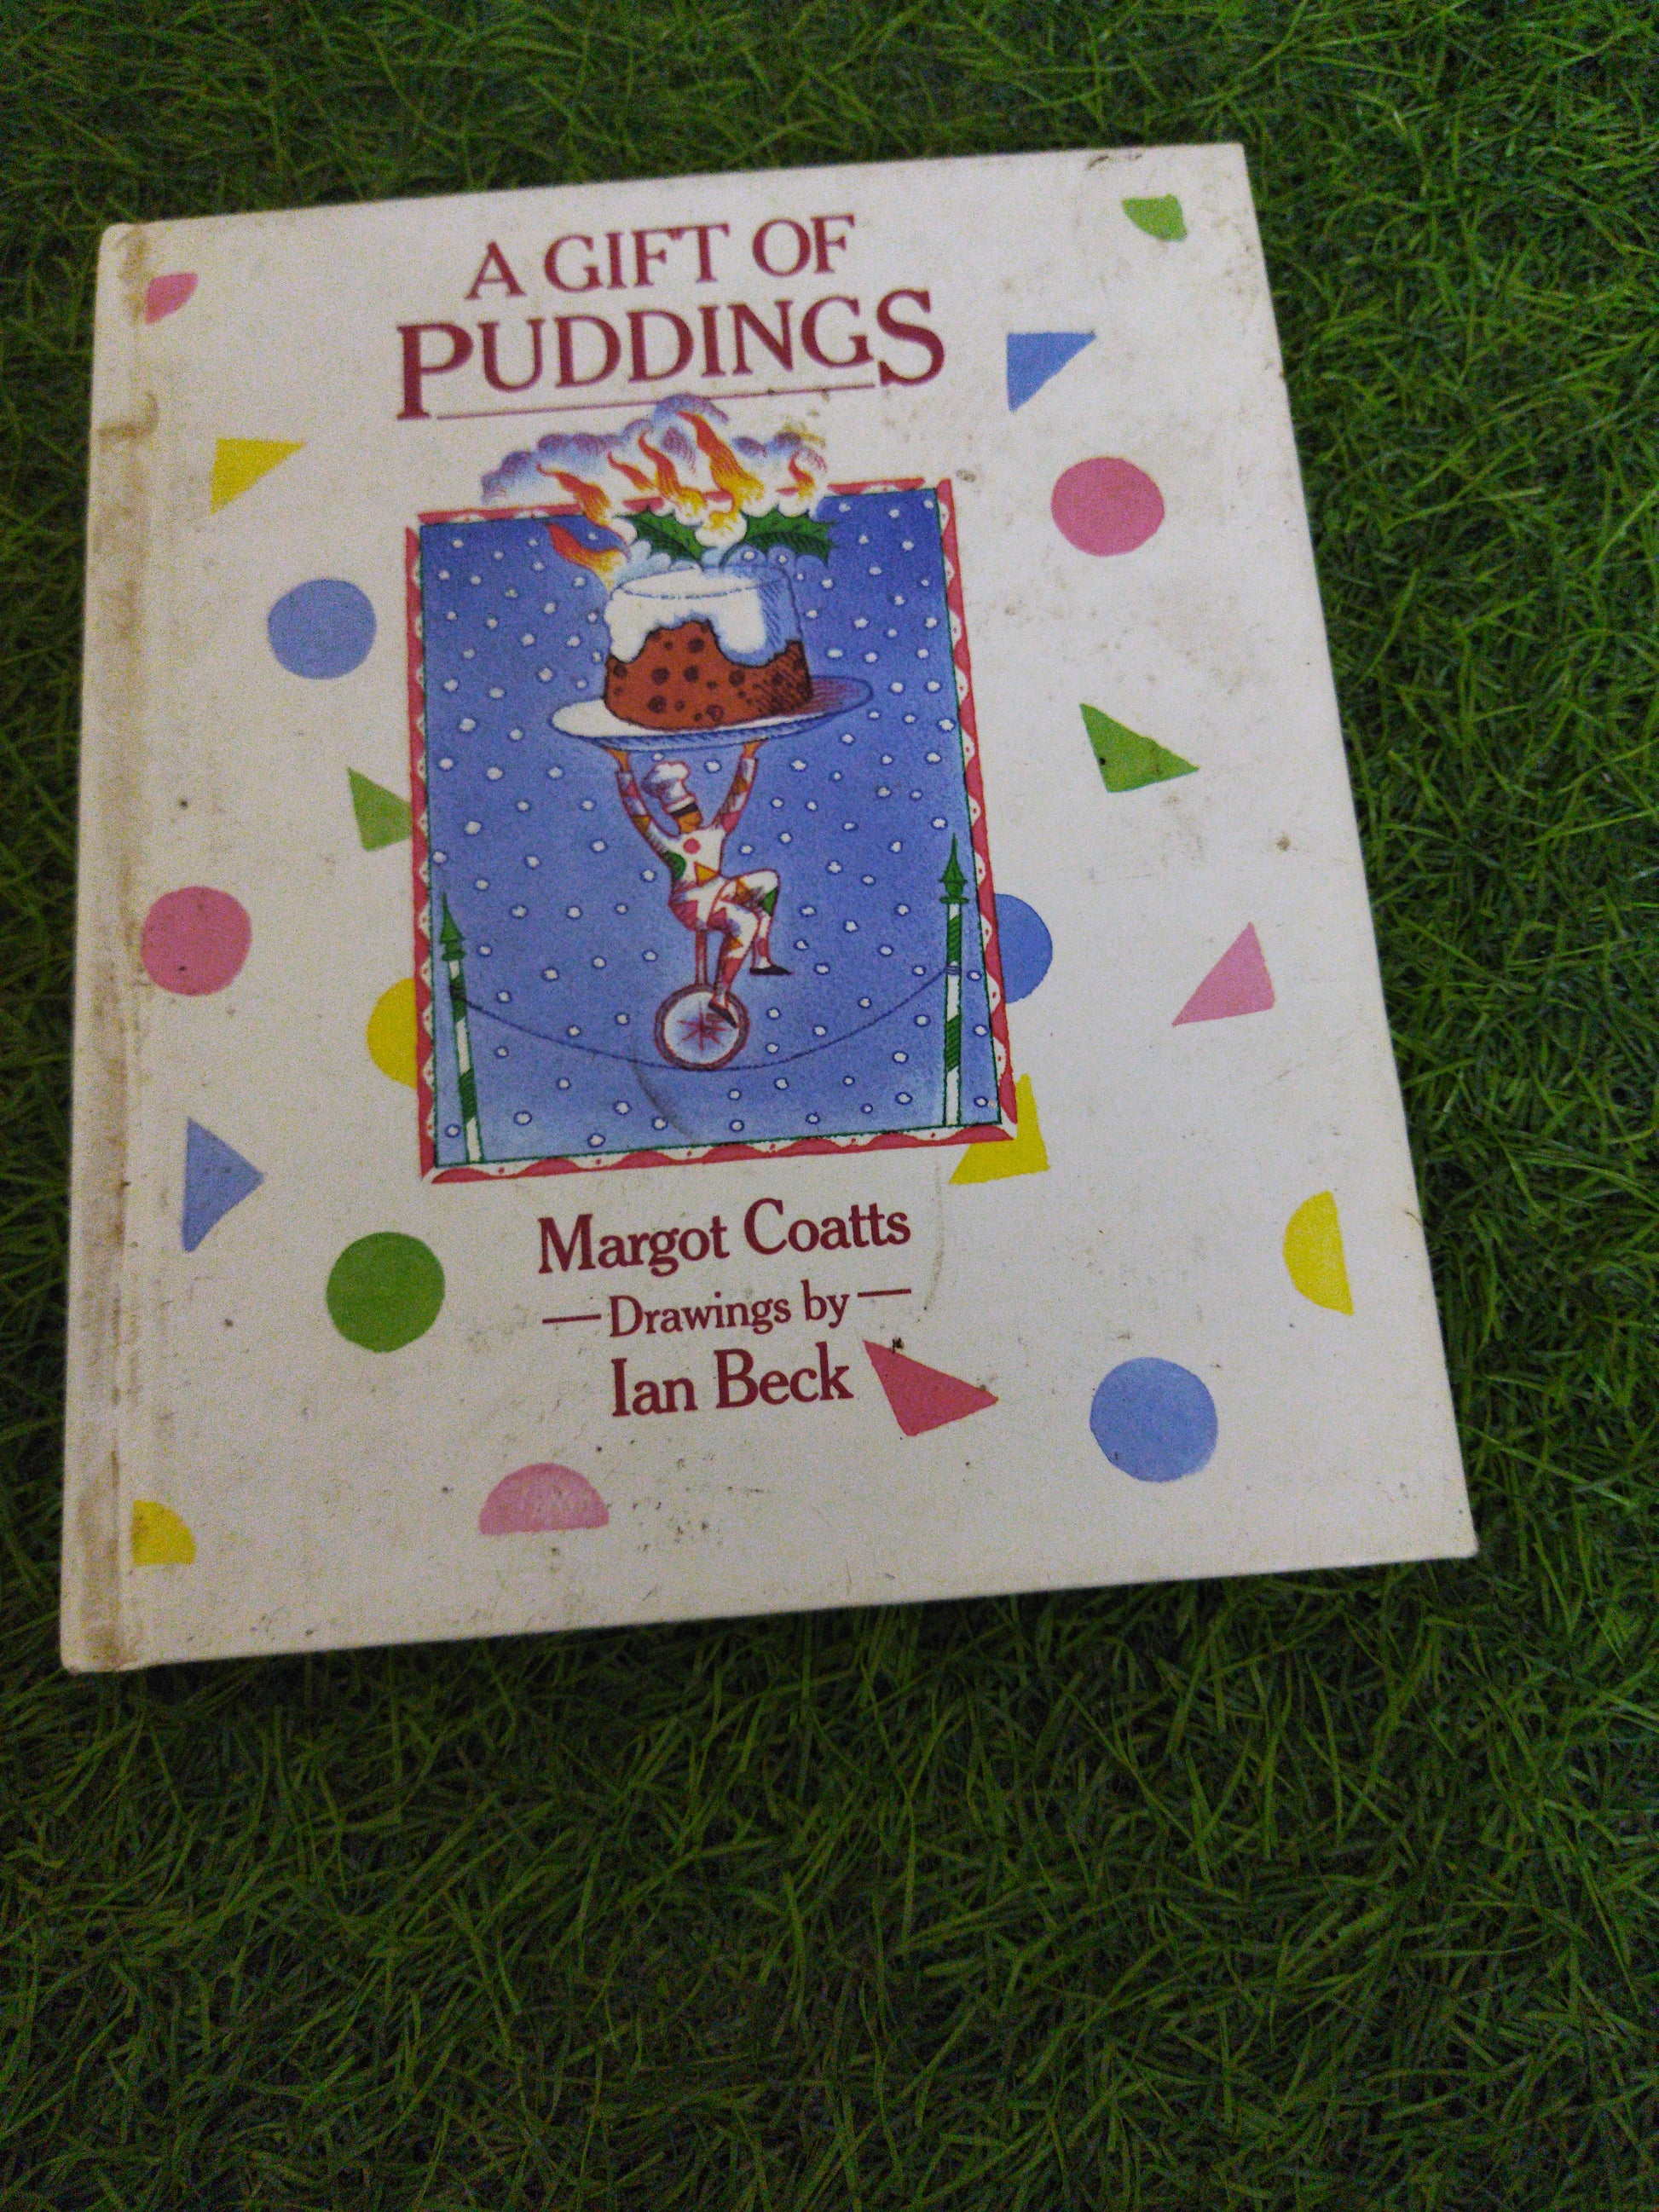 A GIFT OF
PUDDINGS
Margot Coatts
— Drawings by —
Ian Beck